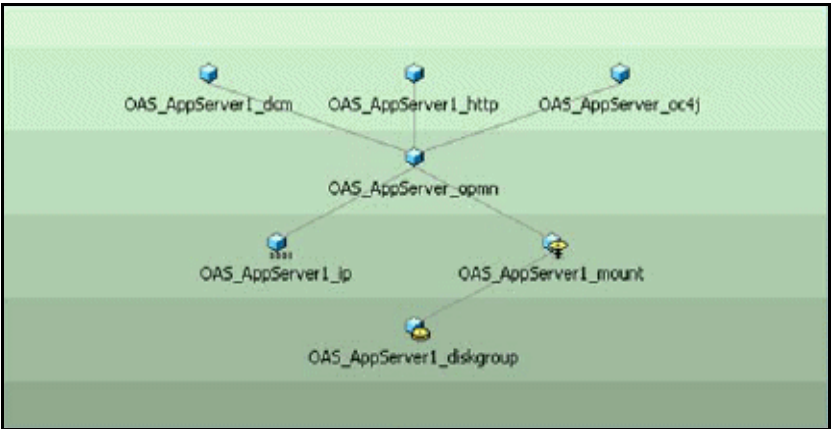 OAS_AppServer1_dcm OAS_AppServer1_http OAS_AppServer_oc4j
OAS_AppServer_opmn
OAS_AppServer1_ip OAS_AppServer1_mount
OAS_AppServer1_diskgroup